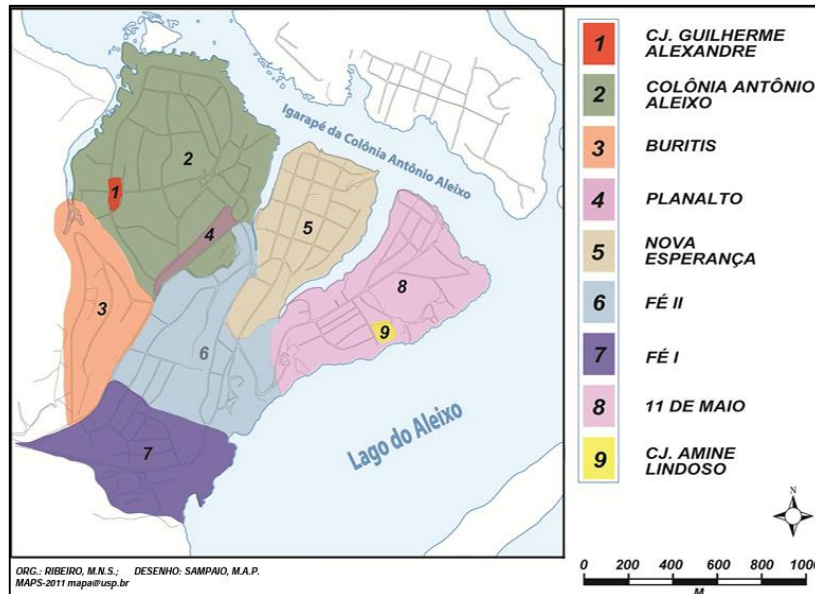 1
2
3
4
5
6
7
8
9
Igarapé da Colônia Antônio Aleixo
Lago do Aleixo
ORG.: RIBEIRO, M.N.S.; DESENHO: SAMPAIO, M.A.P.
MAPS-2011 mapa@usp.br
1 CJ. GUILHERME
ALEXANDRE
2 COLÔNIA ANTÔNIO
ALEIXO
3 BURITIS
4 PLANALTO
5 NOVA
ESPERANÇA
6 FÉ II
7 FÉ I
8 11 DE MAIO
9 CJ. AMINE
LINDOSO
N
0 200 400 600 800 1000
M